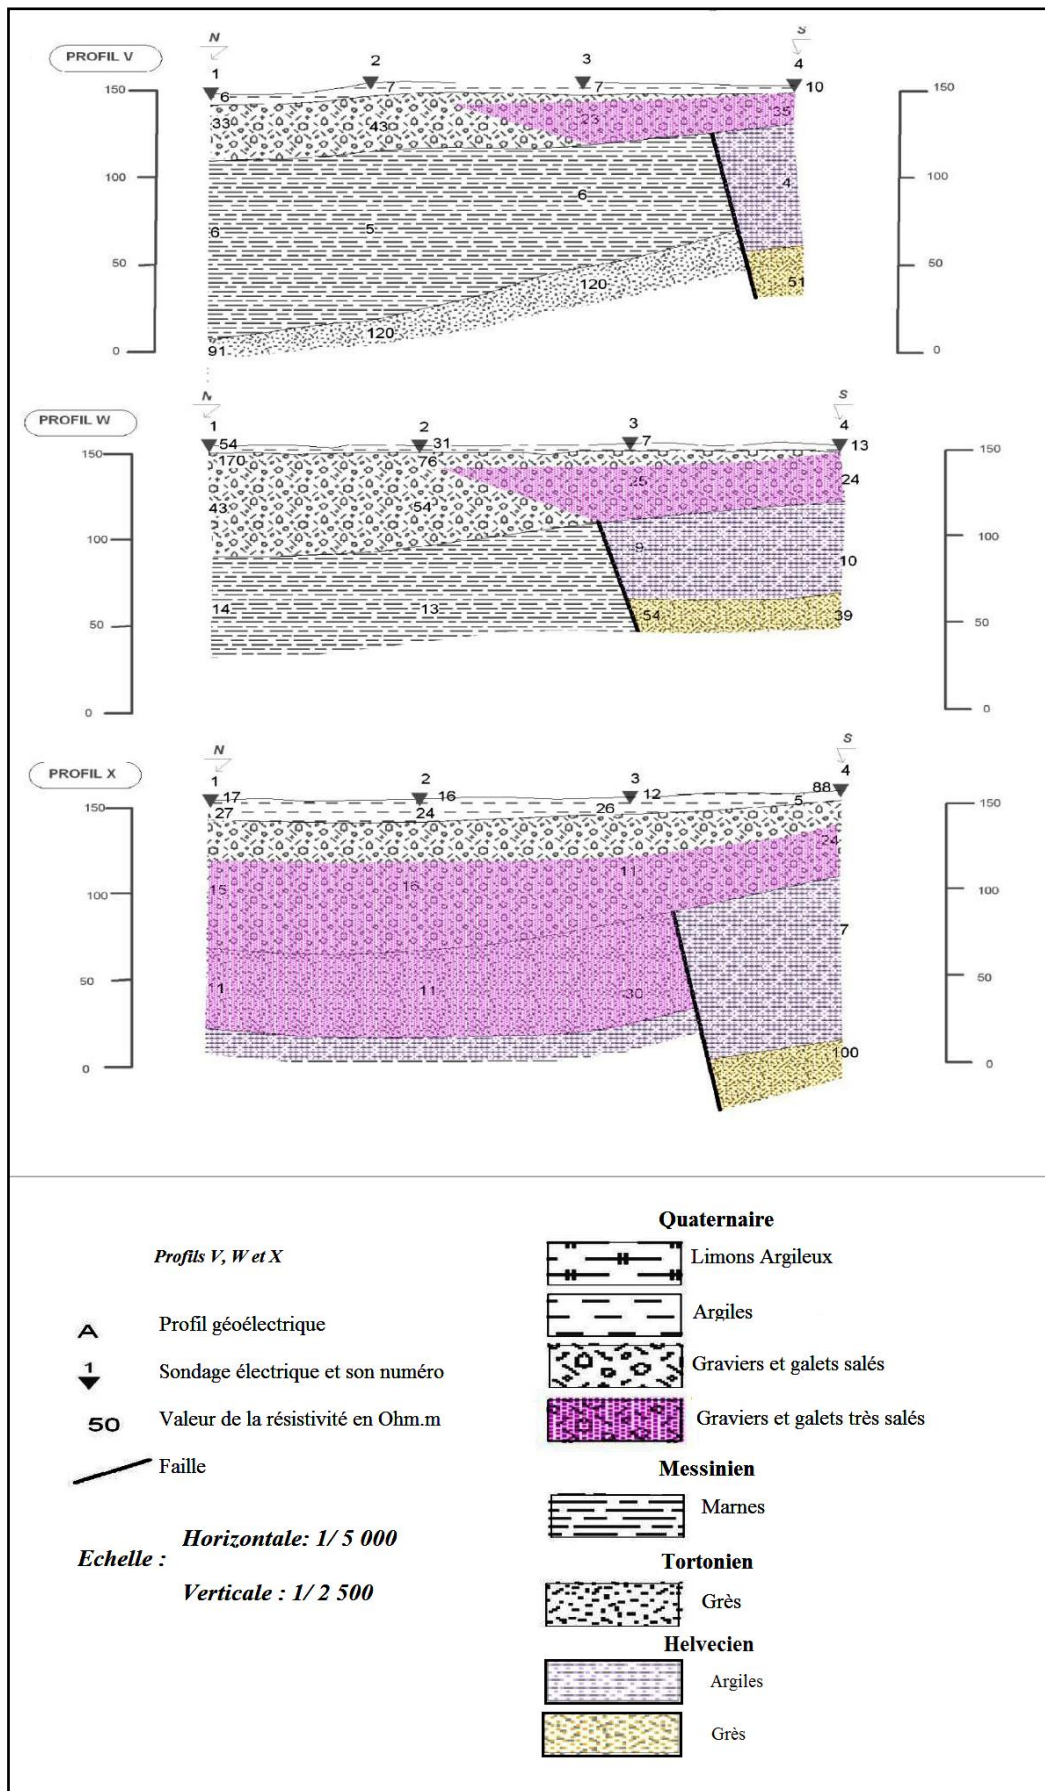 N
S
PROFIL V
1
2
3
4
150
6
7
7
10
150
33
43
23
35
100
6
4
100
6
5
50
120
51
50
0
120
91
0
N
S
PROFIL W
1
2
3
4
150
54
31
7
13
150
170
76
25
24
43
54
100
9
10
100
14
13
54
39
50
50
0
0
N
S
PROFIL X
1
2
3
4
150
17
16
12
88
5
150
27
24
26
24
100
15
16
11
100
7
50
11
11
30
50
0
100
0
Profils V, W et X
A Profil géoélectrique
1 Sondage électrique et son numéro
50 Valeur de la résistivité en Ohm.m
Faille
Echelle :
Horizontale: 1/ 5 000
Verticale : 1/ 2 500
Quaternaire
Limons Argileux
Argiles
Graviers et galets salés
Graviers et galets très salés
Messinien
Marnes
Tortonien
Grès
Helvecien
Argiles
Grès